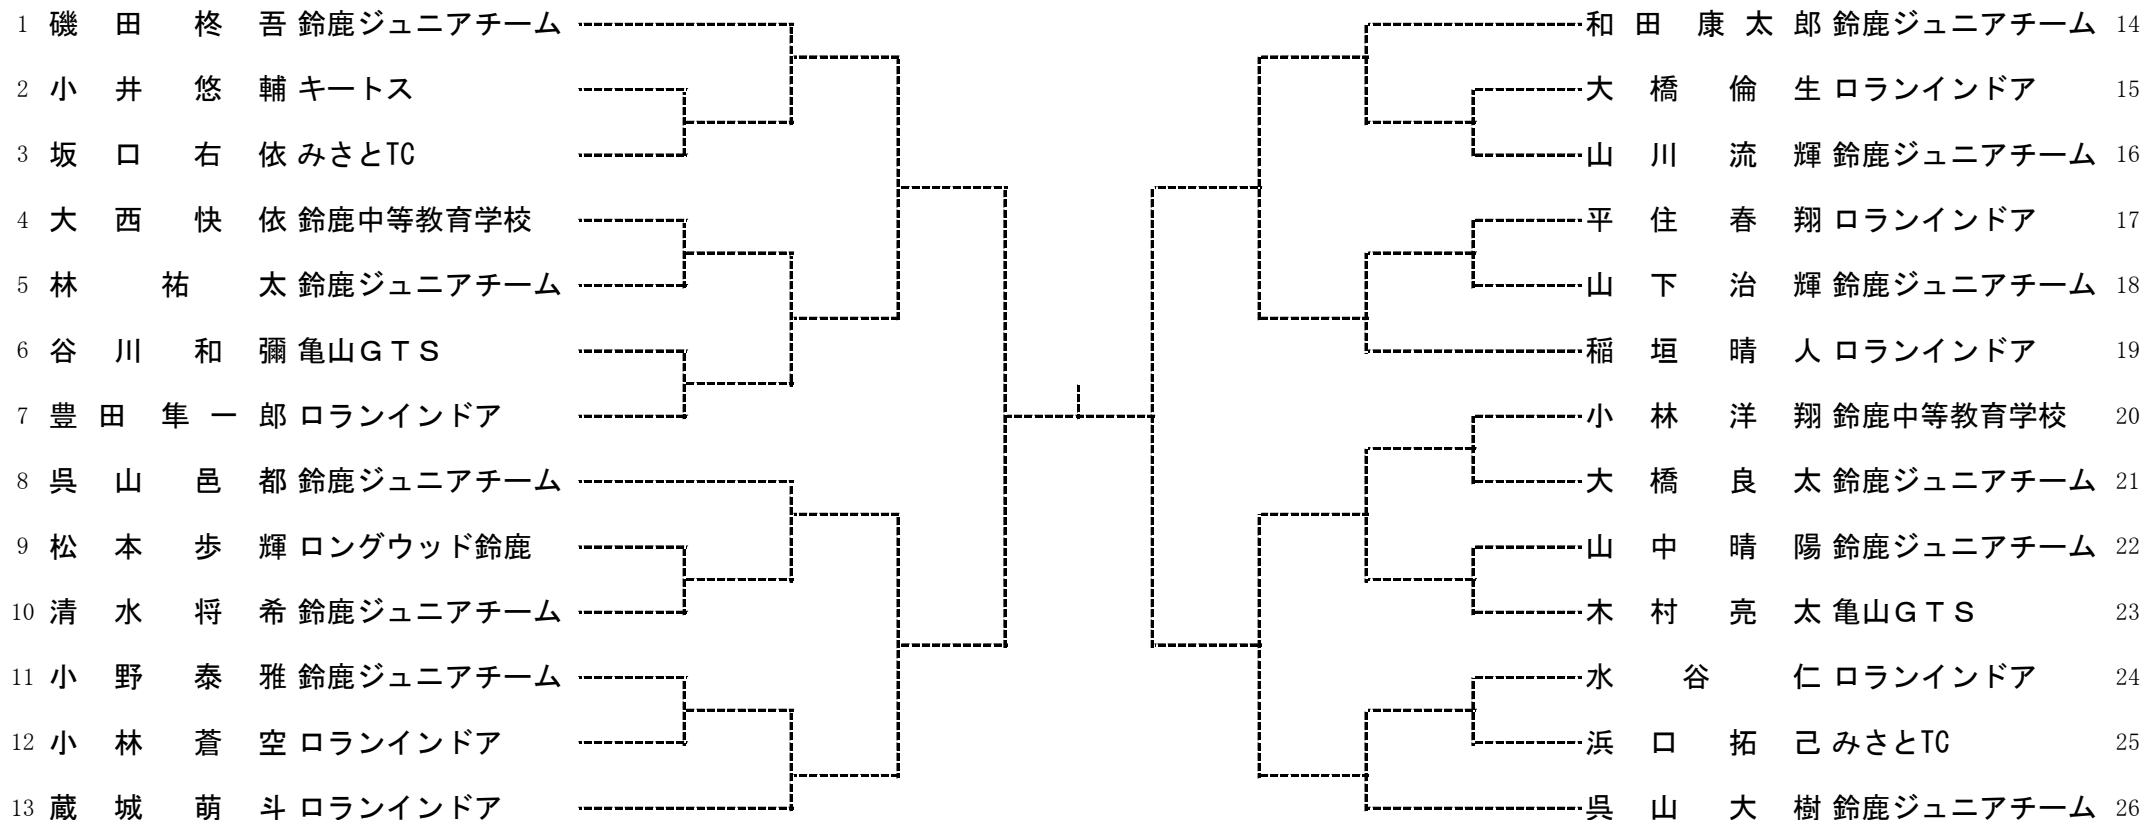 1 磯田柊吾 鈴鹿ジュニアチーム
2 小井悠輔 キートス
3 坂口右依 みさとTC
4 大西快依 鈴鹿中等教育学校
5 林祐太 鈴鹿ジュニアチーム
6 谷川和彌 亀山GTS
7 豊田隼一郎 ロランインドア
8 呉山邑都 鈴鹿ジュニアチーム
9 松本歩輝 ロングウッド鈴鹿
10 清水将希 鈴鹿ジュニアチーム
11 小野泰雅 鈴鹿ジュニアチーム
12 小林蒼空 ロランインドア
13 蔵城萌斗 ロランインドア
和田康太郎 鈴鹿ジュニアチーム 14
大橋倫生 ロランインドア 15
山川流輝 鈴鹿ジュニアチーム 16
平住春翔 ロランインドア 17
山下治輝 鈴鹿ジュニアチーム 18
稲垣晴人 ロランインドア 19
小林洋翔 鈴鹿中等教育学校 20
大橋良太 鈴鹿ジュニアチーム 21
山中晴陽 鈴鹿ジュニアチーム 22
木村亮太 亀山GTS 23
水谷仁 ロランインドア 24
浜口拓己 みさとTC 25
呉山大樹 鈴鹿ジュニアチーム 26